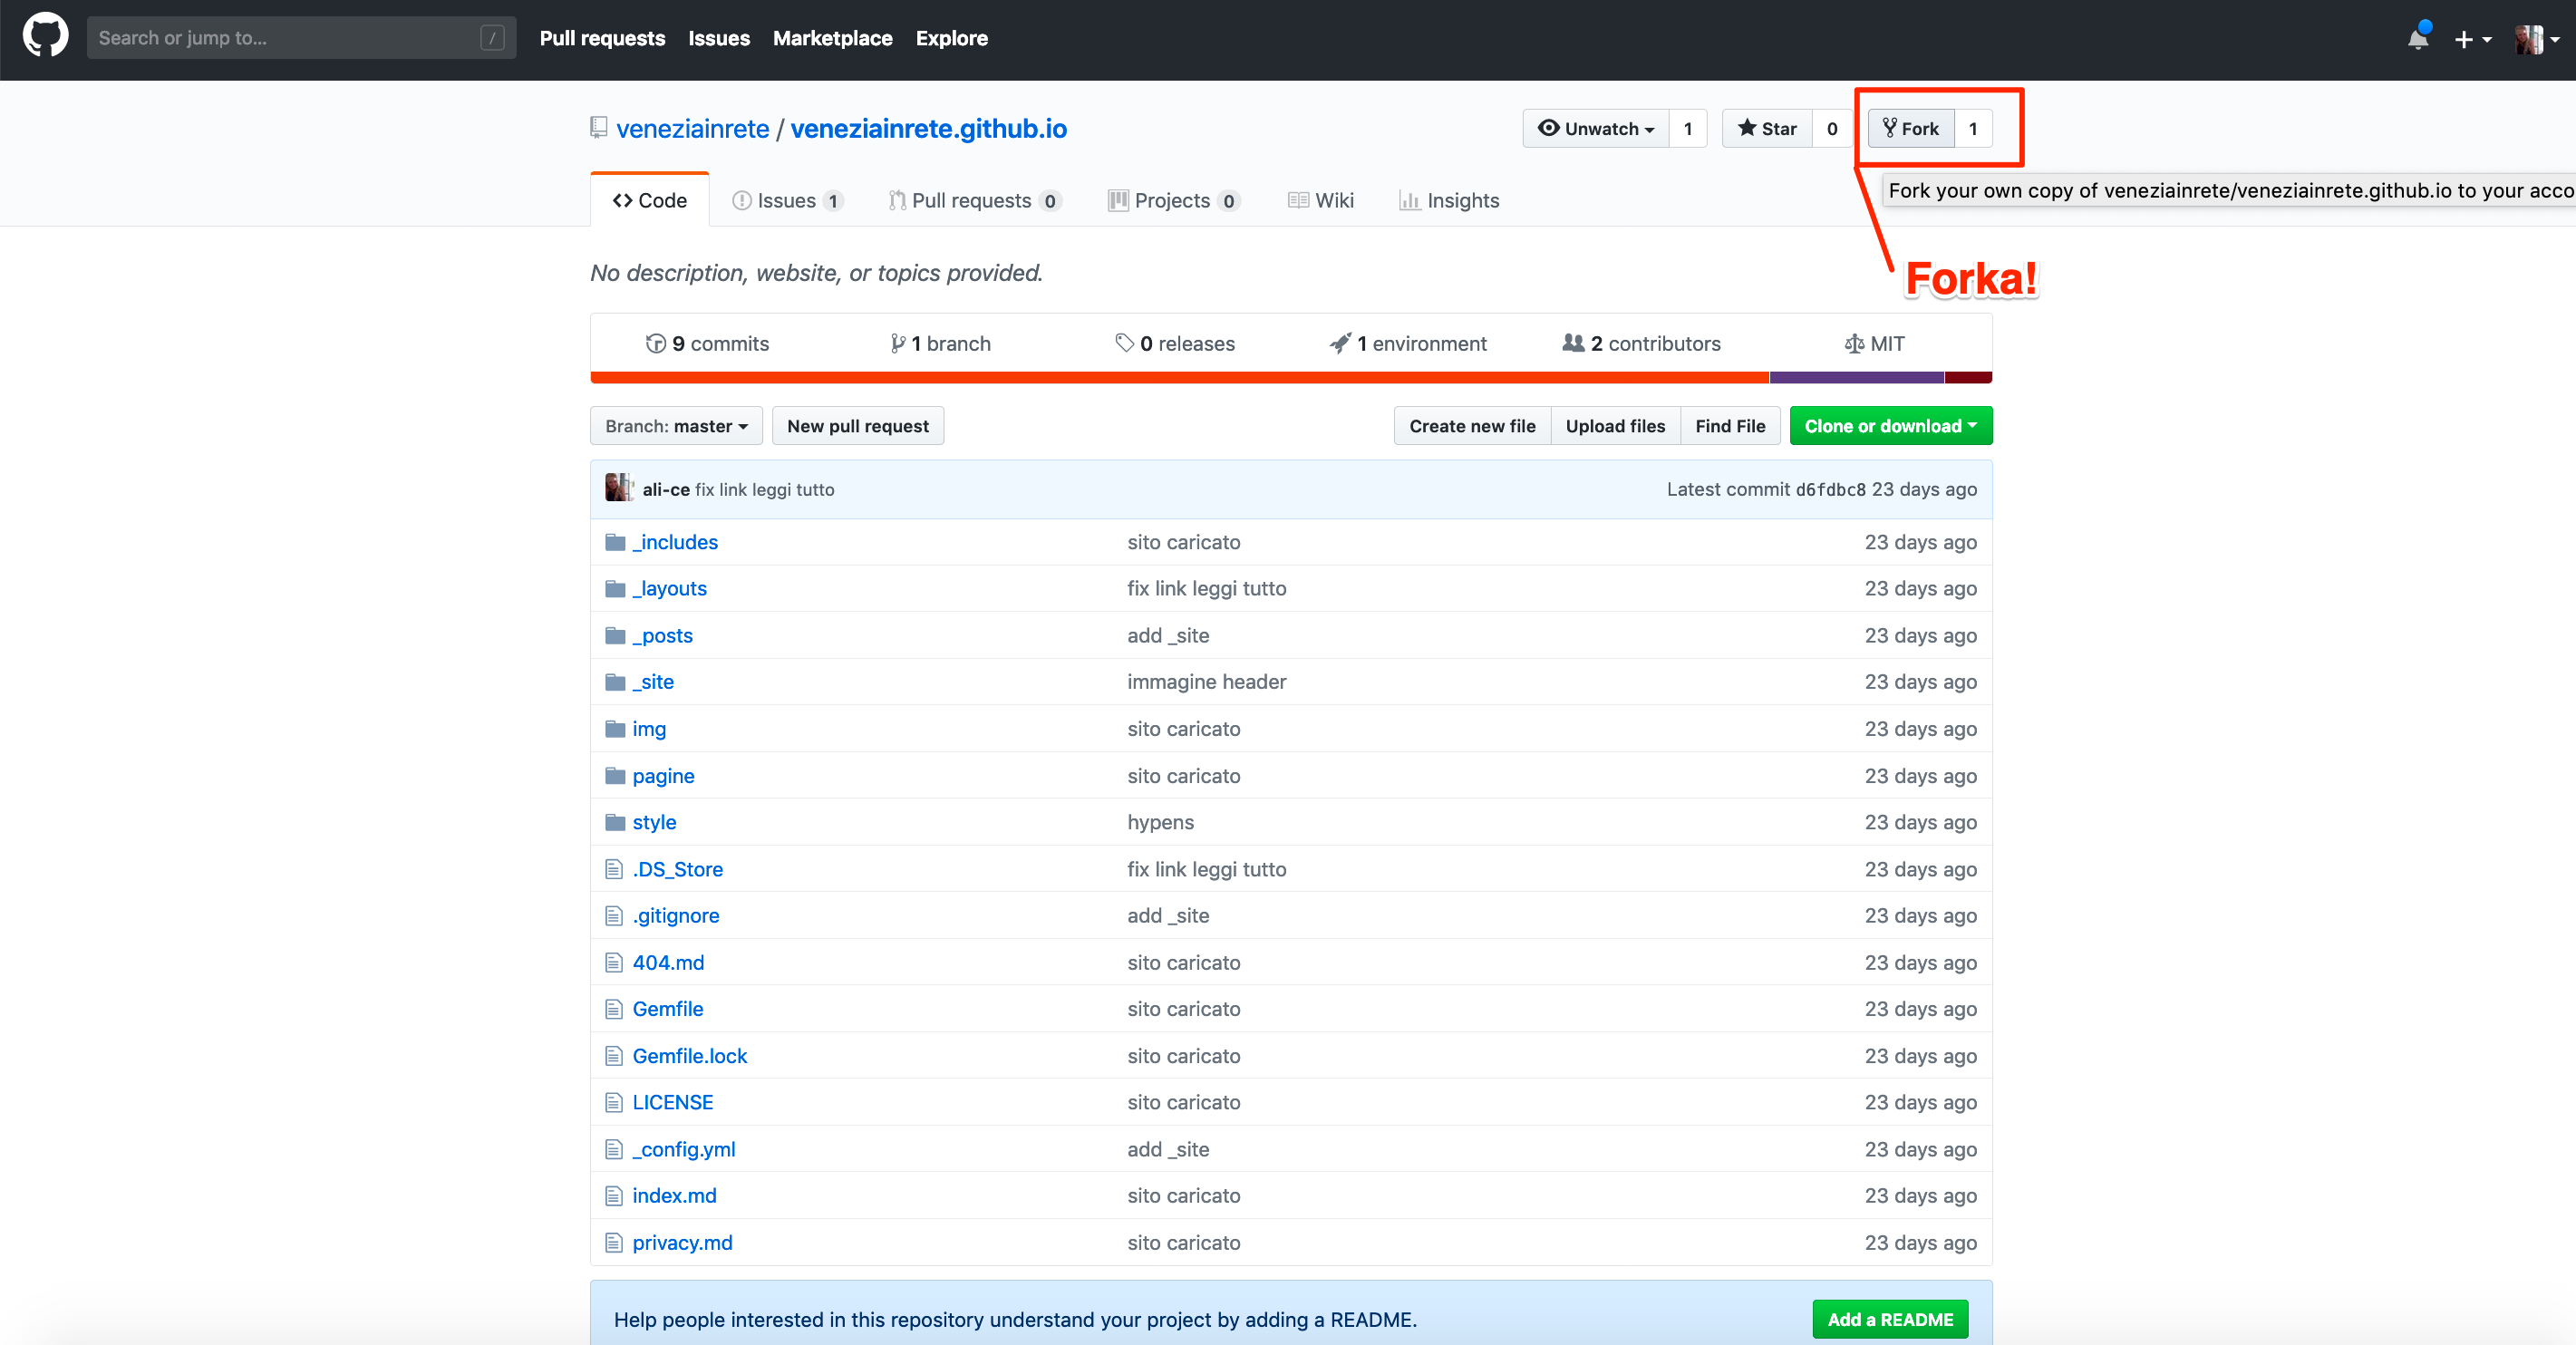 Search or jump to... /
Pull requests Issues Marketplace Explore
veneziainrete / veneziainrete.github.io
Unwatch 1 Star 0 Fork 1
Code Issues 1 Pull requests 0 Projects 0 Wiki Insights
Fork your own copy of veneziainrete/veneziainrete.github.io to your acco
Forka!
No description, website, or topics provided.
9 commits 1 branch 0 releases 1 environment 2 contributors MIT
Branch: master New pull request Create new file Upload files Find File Clone or download
ali-ce fix link leggi tutto Latest commit d6fdbc8 23 days ago
_includes sito caricato 23 days ago
_layouts fix link leggi tutto 23 days ago
_posts add _site 23 days ago
_site immagine header 23 days ago
img sito caricato 23 days ago
pagine sito caricato 23 days ago
style hypens 23 days ago
.DS_Store fix link leggi tutto 23 days ago
.gitignore add _site 23 days ago
404.md sito caricato 23 days ago
Gemfile sito caricato 23 days ago
Gemfile.lock sito caricato 23 days ago
LICENSE sito caricato 23 days ago
_config.yml add _site 23 days ago
index.md sito caricato 23 days ago
privacy.md sito caricato 23 days ago
Help people interested in this repository understand your project by adding a README. Add a README